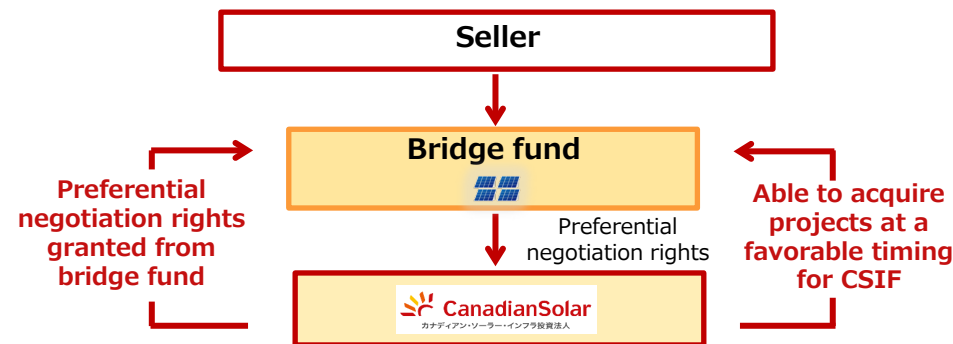 Seller
Bridge fund
Preferential
negotiation rights
granted from
bridge fund
Preferential
negotiation rights
Able to acquire
projects at a
favorable timing
for CSIF
CanadianSolar
カナディアン・ソーラー・インフラ投資法人